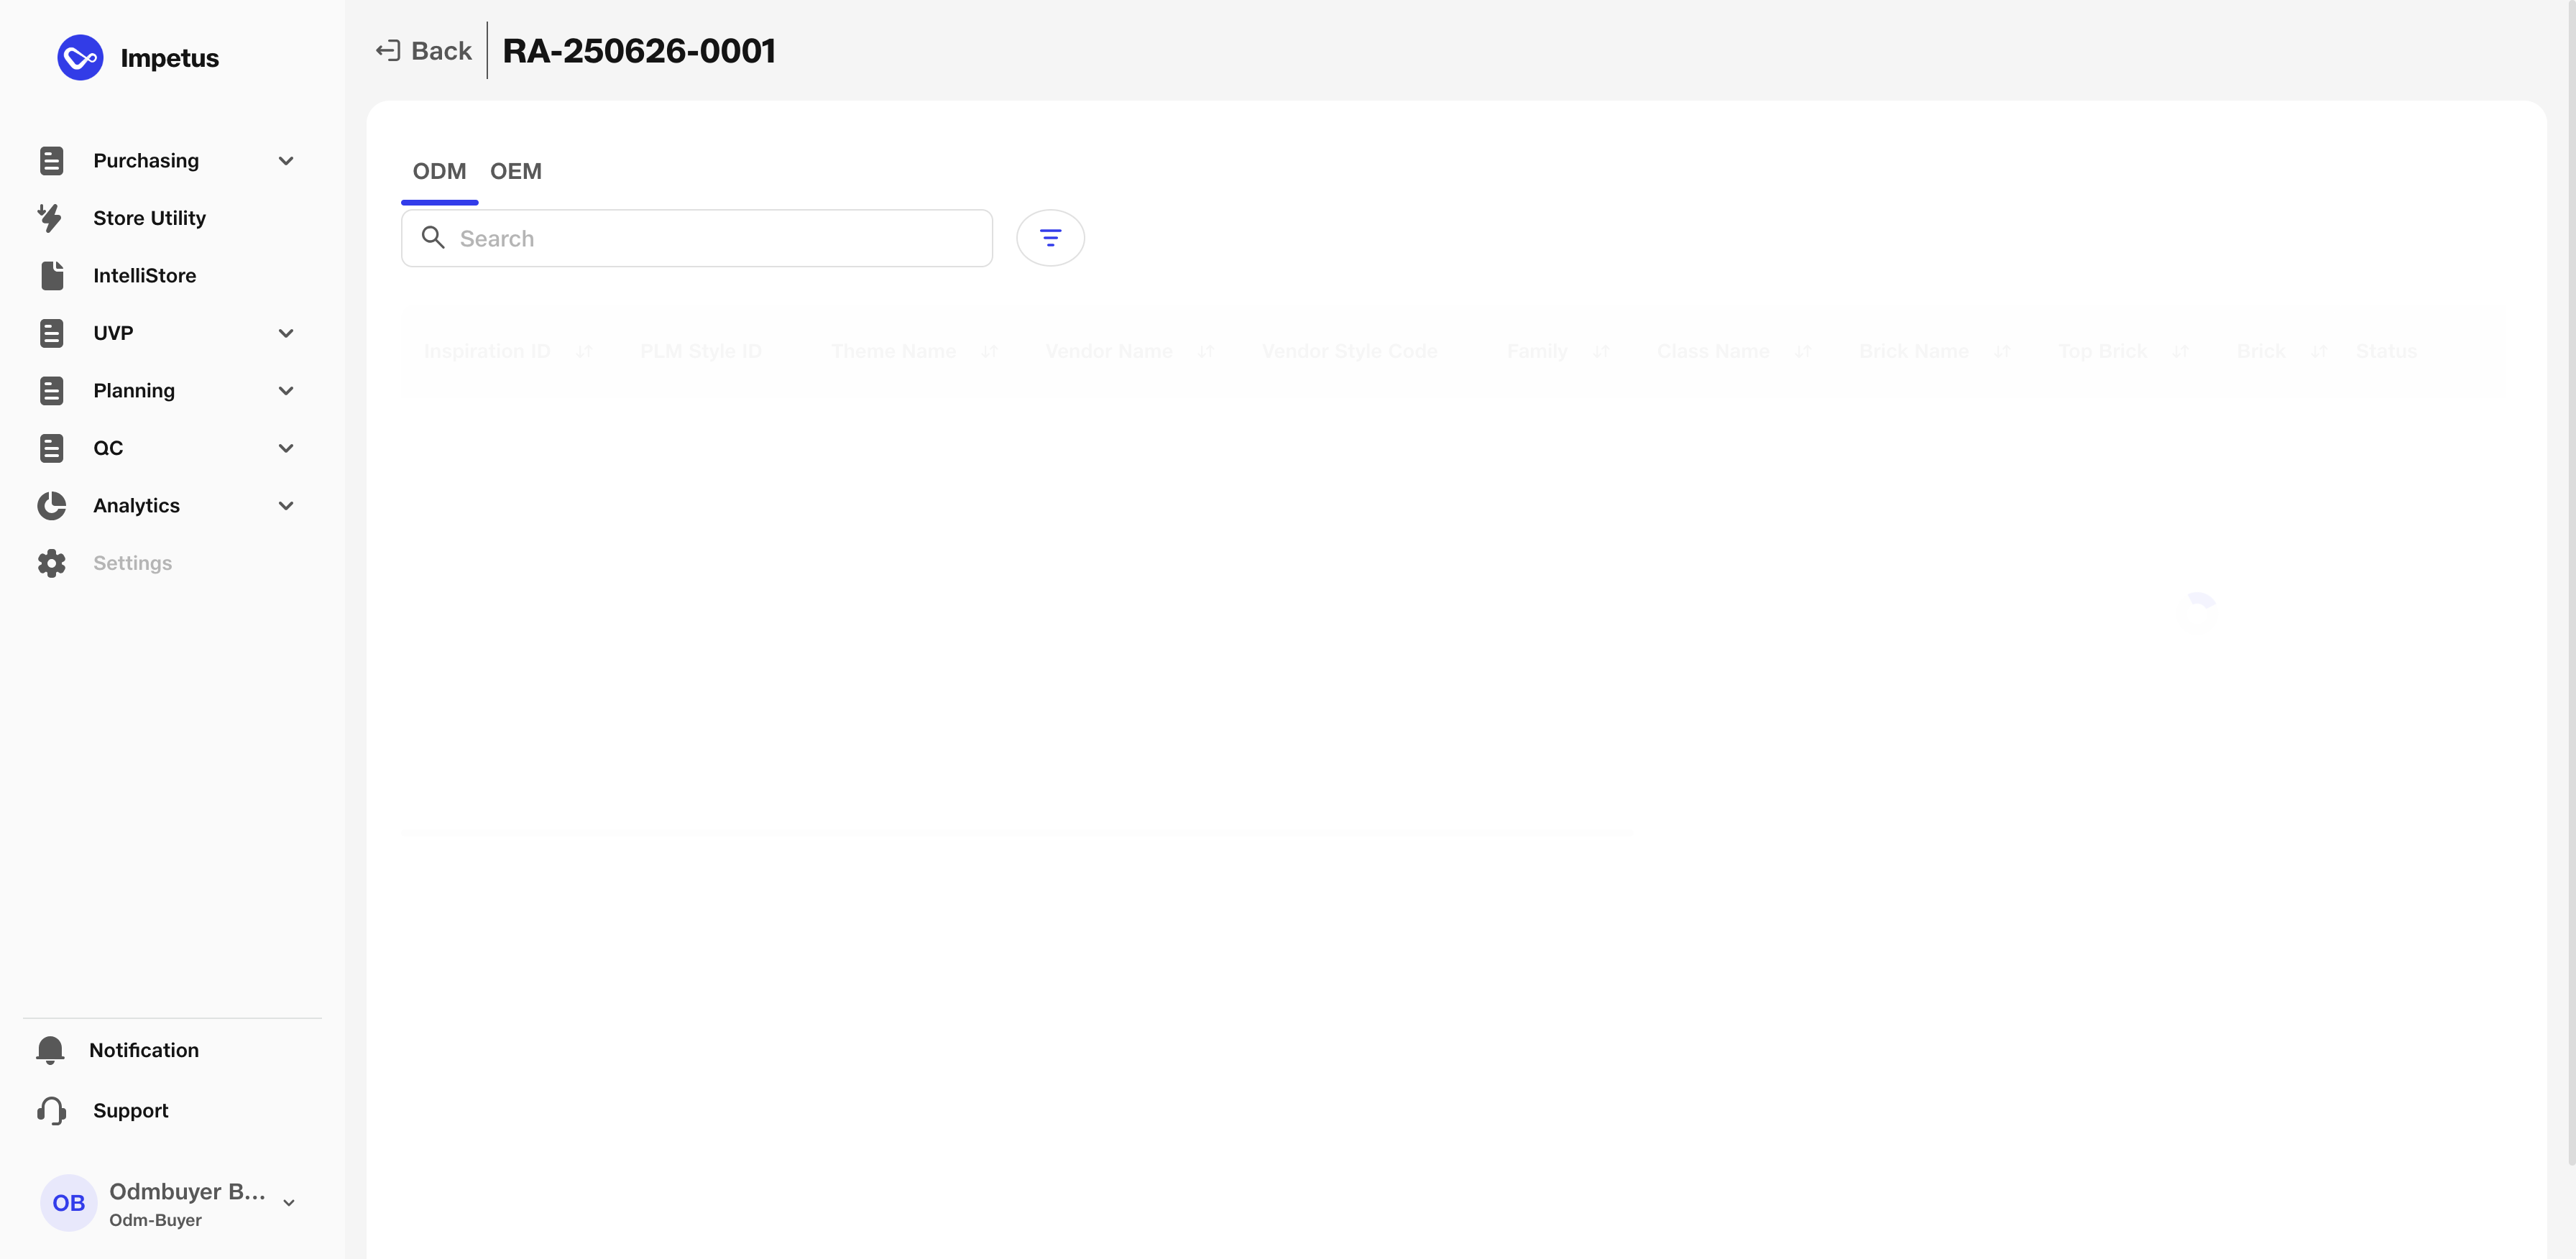 Impetus
Back
RA-250626-0001
Purchasing
Store Utility
IntelliStore
UVP
Planning
QC
Analytics
Settings
ODM OEM
Search
Inspiration ID PLM Style ID Theme Name Vendor Name Vendor Style Code Family Class Name Brick Name Top Brick Brick Status
Notification
Support
OB
Odmbuyer B...
Odm-Buyer